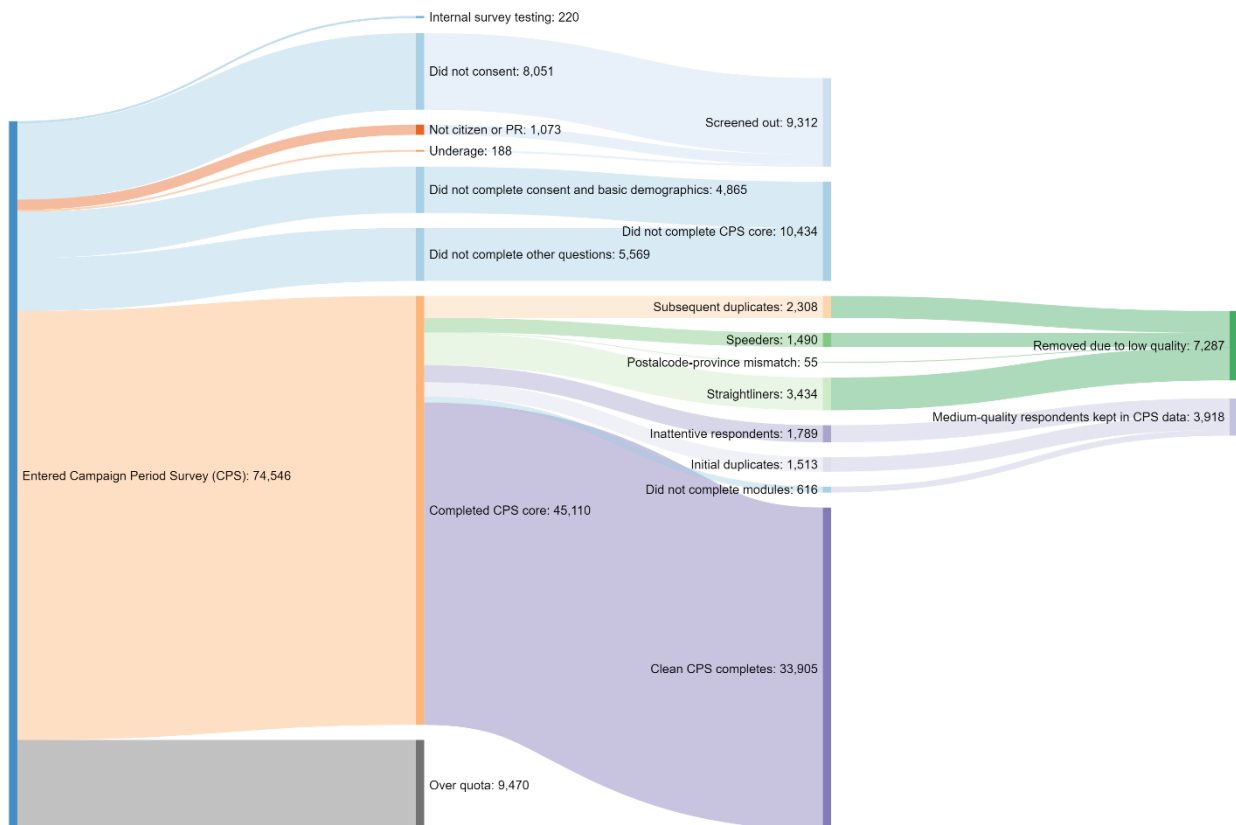 Internal survey testing: 220
Did not consent: 8,051
Screened out: 9,312
Not citizen or PR: 1,073
Underage: 188
Did not complete consent and basic demographics: 4,865
Did not complete CPS core: 10,434
Did not complete other questions: 5,569
Subsequent duplicates: 2,308
Speeders: 1,490
Removed due to low quality: 7,287
Postalcode-province mismatch: 55
Straightliners: 3,434
Medium-quality respondents kept in CPS data: 3,918
Inattentive respondents: 1,789
Initial duplicates: 1,513
Entered Campaign Period Survey (CPS): 74,546
Did not complete modules: 616
Completed CPS core: 45,110
Clean CPS completes: 33,905
Over quota: 9,470